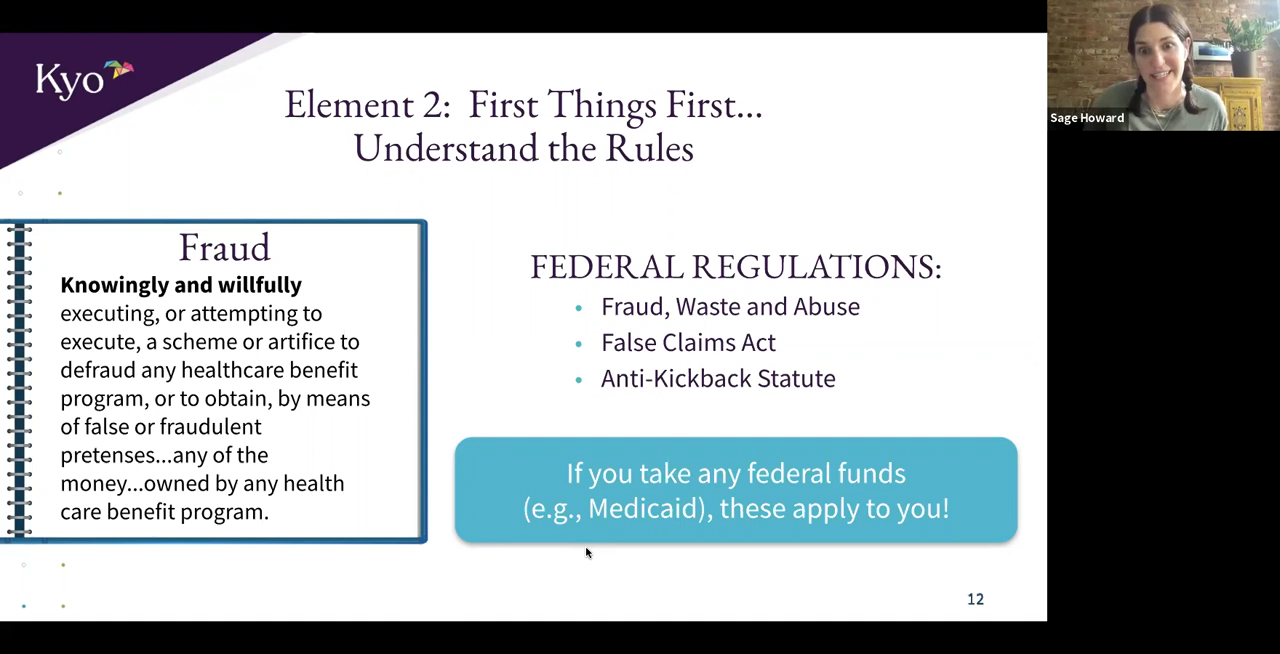 Kyo
Element 2: First Things First...
Understand the Rules
Fraud
Knowingly and willfully
executing, or attempting to
execute, a scheme or artifice to
defraud any healthcare benefit
program, or to obtain, by means
of false or fraudulent
pretenses...any of the
money...owned by any health
care benefit program.
FEDERAL REGULATIONS:
• Fraud, Waste and Abuse
• False Claims Act
• Anti-Kickback Statute
If you take any federal funds
(e.g., Medicaid), these apply to you!
12
Sage Howard